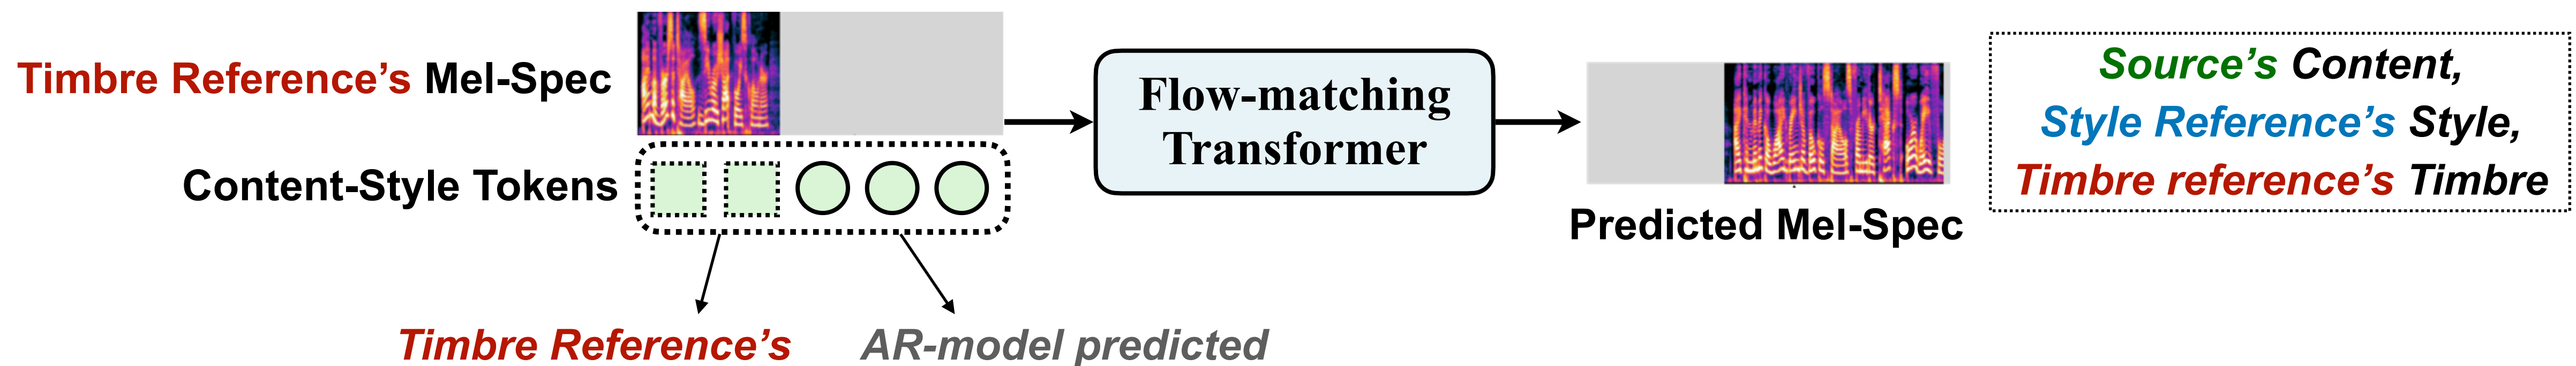 Timbre Reference’s Mel-Spec
Content-Style Tokens
Timbre Reference’s
AR-model predicted
Flow-matching
Transformer
Predicted Mel-Spec
Source’s Content,
Style Reference’s Style,
Timbre reference’s Timbre